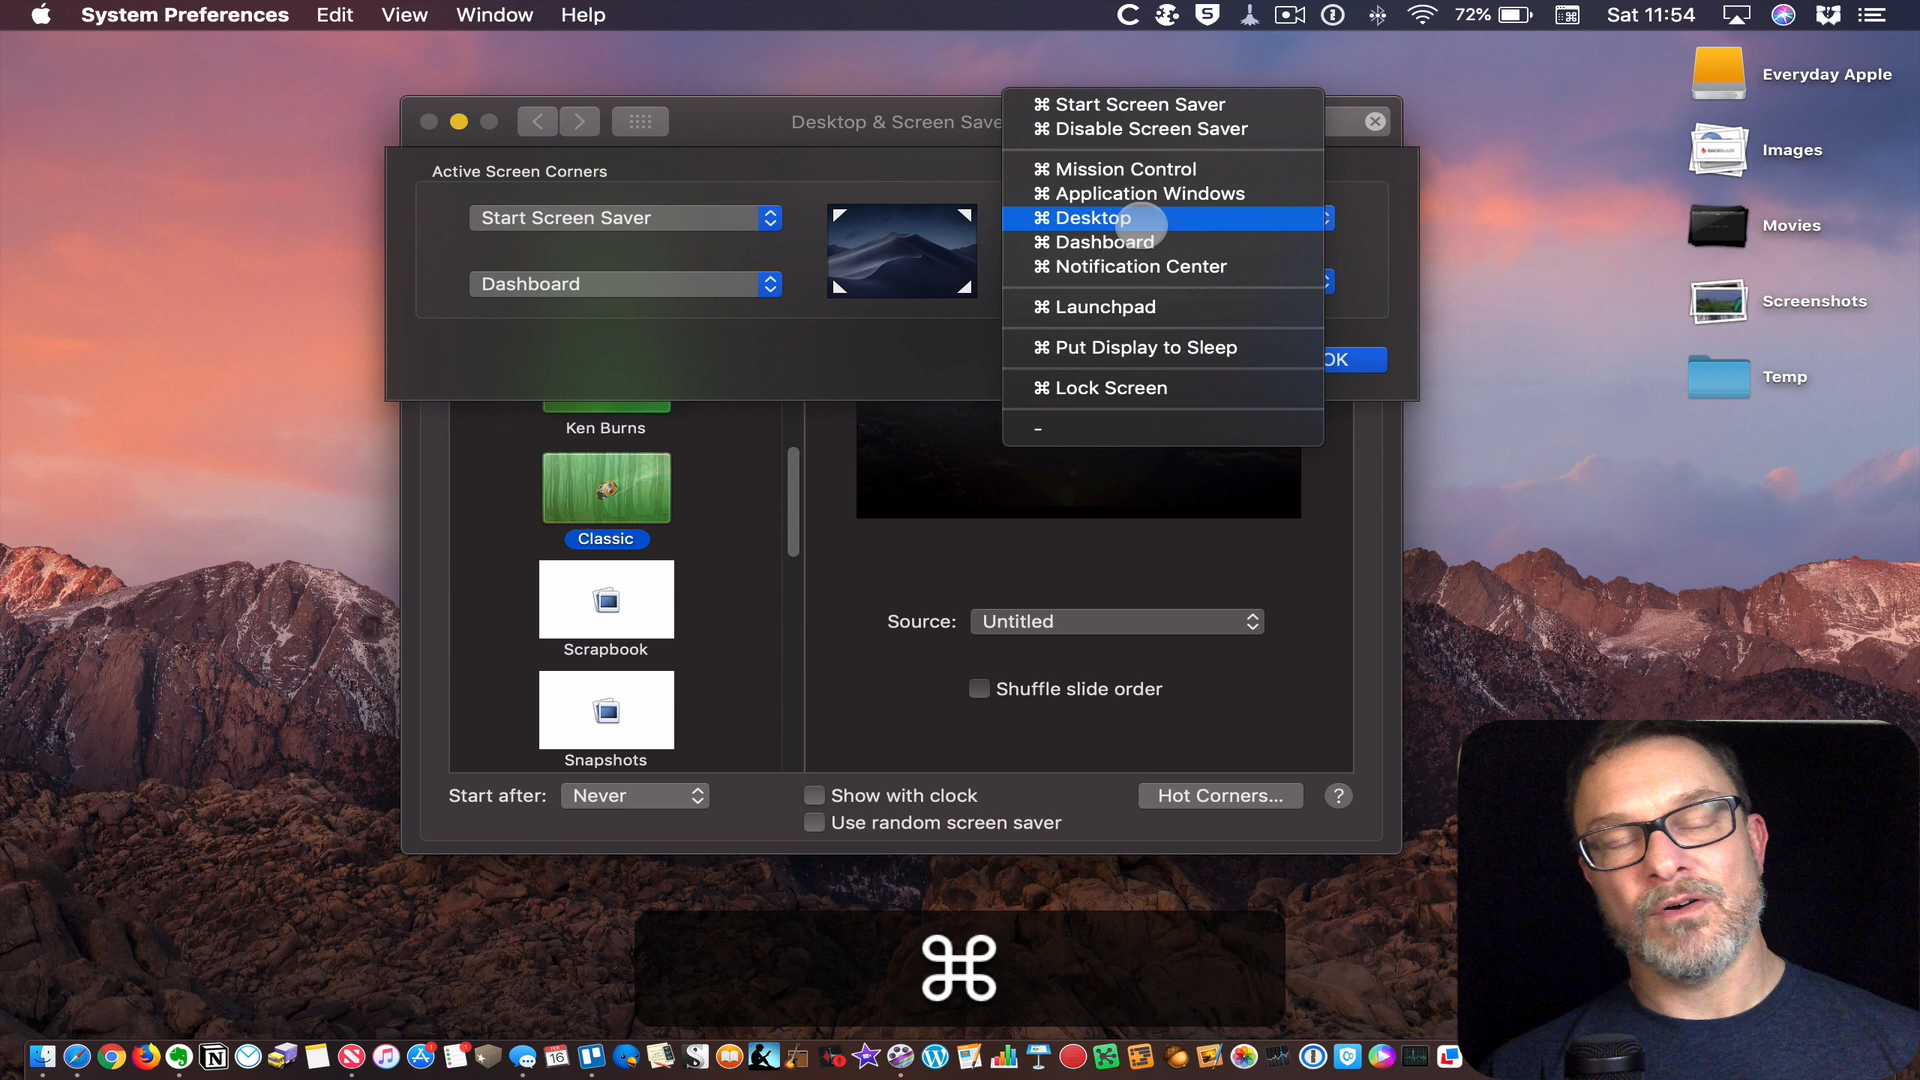 System Preferences Edit View Window Help 72% Sat 11:54
Everyday Apple
Images
Movies
Screenshots
Temp
Desktop & Screen Save
Active Screen Corners
Start Screen Saver
Dashboard
⌘ Start Screen Saver
⌘ Disable Screen Saver
⌘ Mission Control
⌘ Application Windows
⌘ Desktop
⌘ Dashboard
⌘ Notification Center
⌘ Launchpad
⌘ Put Display to Sleep
⌘ Lock Screen
-
OK
Ken Burns
Classic
Scrapbook
Snapshots
Source: Untitled
Shuffle slide order
Start after: Never
Show with clock
Use random screen saver
Hot Corners... ?
⌘